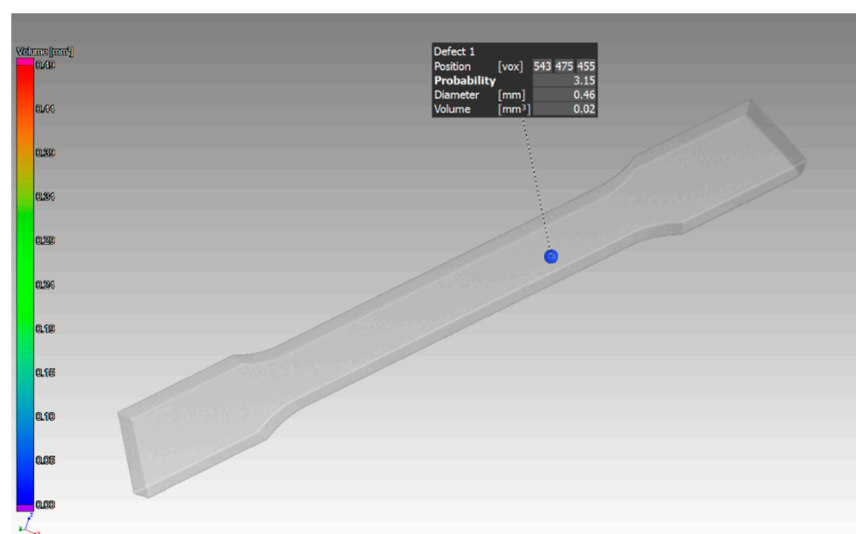 Volume [mm³]
0.49
0.44
0.39
0.34
0.29
0.24
0.19
0.15
0.10
0.05
0.00
Defect 1
Position [vox] 543 475 455
Probability 3.15
Diameter [mm] 0.46
Volume [mm³] 0.02